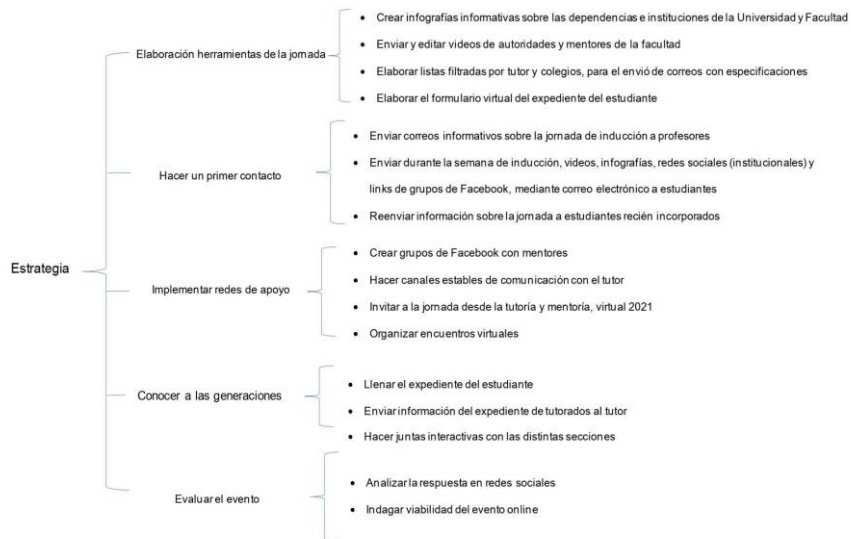 Estrategia
Elaboración herramientas de la jornada
• Crear infografías informativas sobre las dependencias e instituciones de la Universidad y Facultad
• Enviar y editar videos de autoridades y mentores de la facultad
• Elaborar listas filtradas por tutor y colegios, para el envió de correos con especificaciones
• Elaborar el formulario virtual del expediente del estudiante
Hacer un primer contacto
• Enviar correos informativos sobre la jornada de inducción a profesores
• Enviar durante la semana de inducción, videos, infografías, redes sociales (institucionales) y
links de grupos de Facebook, mediante correo electrónico a estudiantes
• Reenviar información sobre la jornada a estudiantes recién incorporados
Implementar redes de apoyo
• Crear grupos de Facebook con mentores
• Hacer canales estables de comunicación con el tutor
• Invitar a la jornada desde la tutoría y mentoría, virtual 2021
• Organizar encuentros virtuales
Conocer a las generaciones
• Llenar el expediente del estudiante
• Enviar información del expediente de tutorados al tutor
• Hacer juntas interactivas con las distintas secciones
Evaluar el evento
• Analizar la respuesta en redes sociales
• Indagar viabilidad del evento online